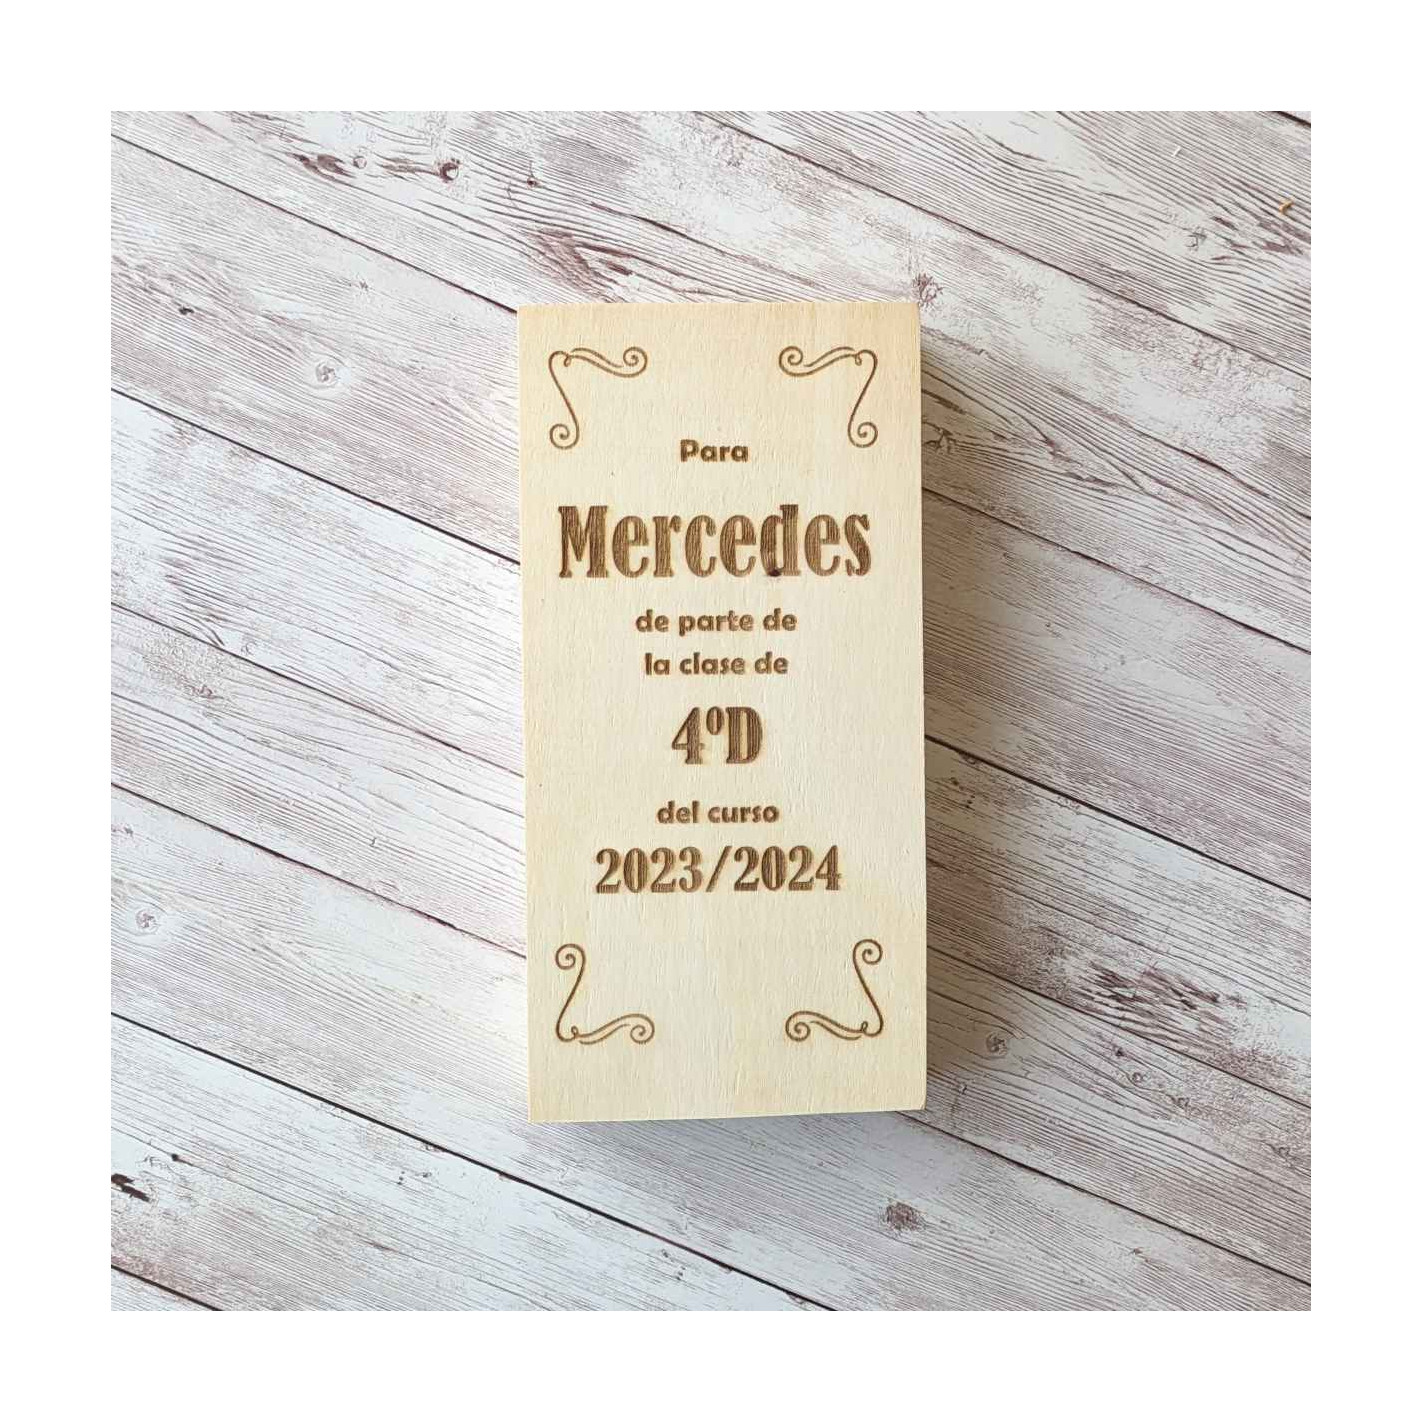 Para
Mercedes
de parte de
la clase de
4ºD
del curso
2023/2024